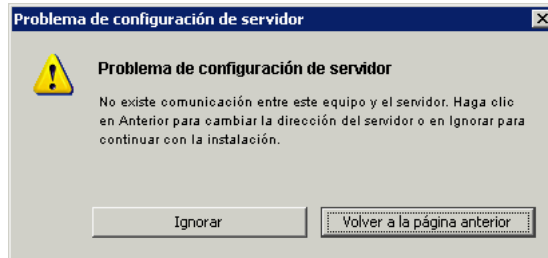 Problema de configuración de servidor
Problema de configuración de servidor
No existe comunicación entre este equipo y el servidor. Haga clic
en Anterior para cambiar la dirección del servidor o en Ignorar para
continuar con la instalación.
Ignorar
Volver a la página anterior